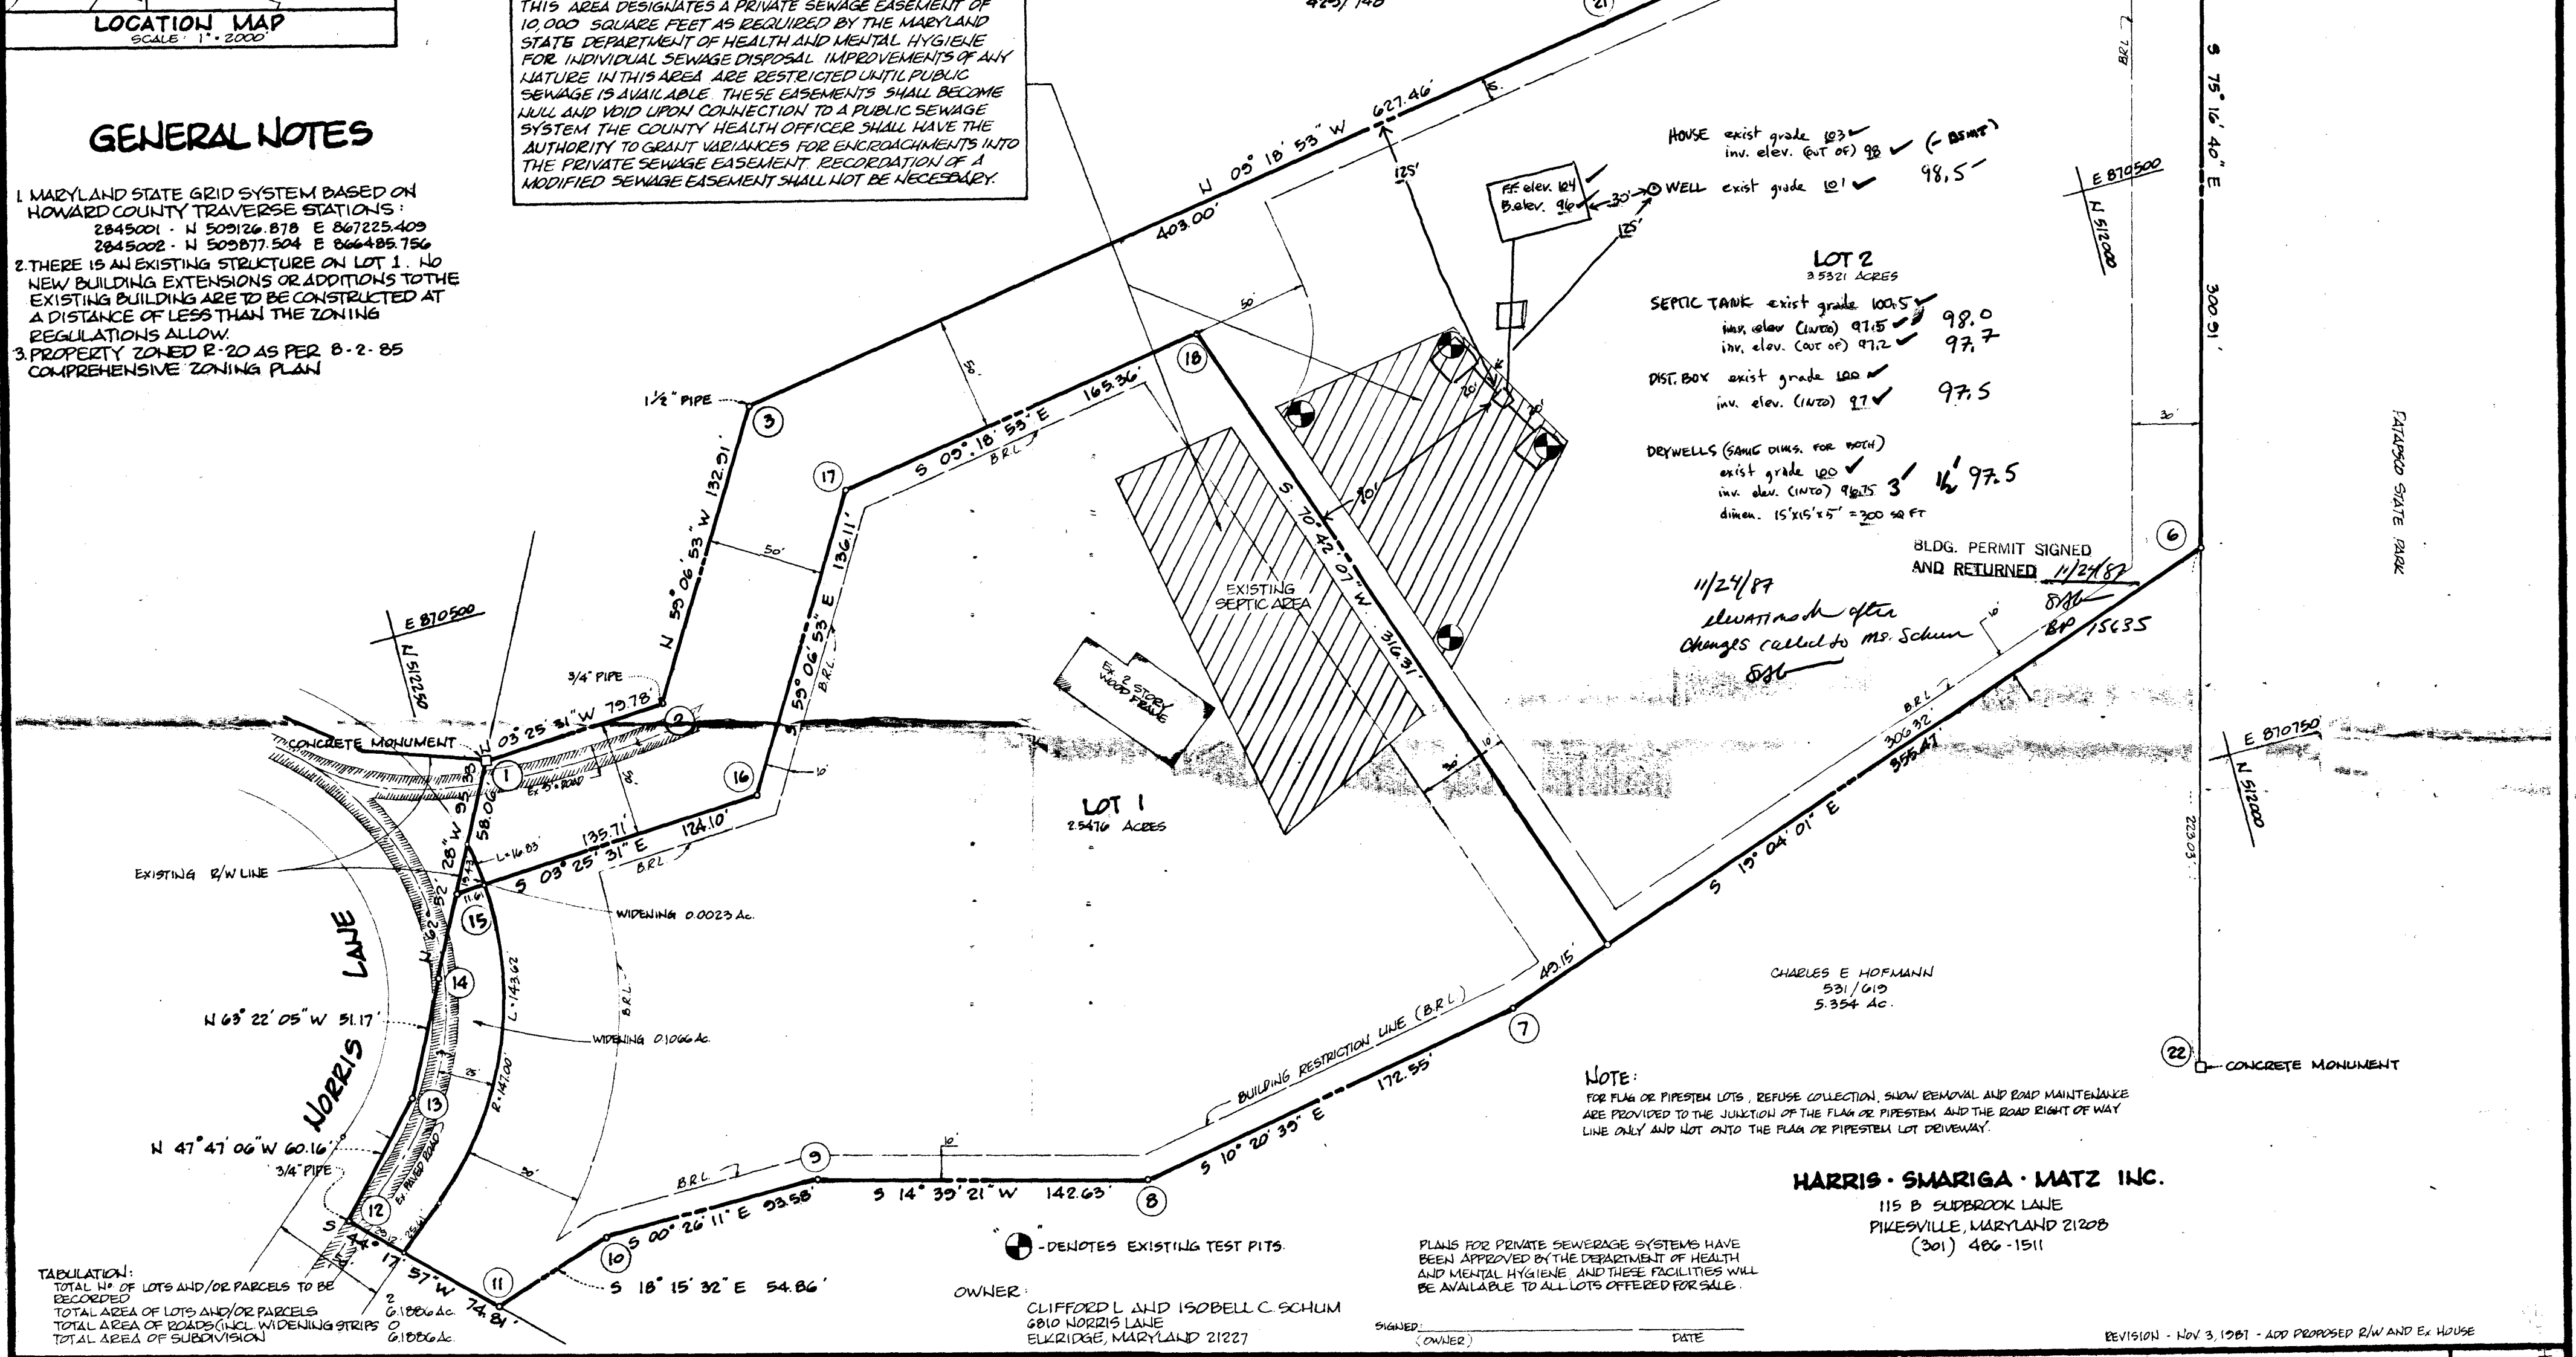 LOCATION MAP
SCALE: 1" = 2000'
THIS AREA DESIGNATES A PRIVATE SEWAGE EASEMENT OF
10,000 SQUARE FEET AS REQUIRED BY THE MARYLAND
STATE DEPARTMENT OF HEALTH AND MENTAL HYGIENE
FOR INDIVIDUAL SEWAGE DISPOSAL. IMPROVEMENTS OF ANY
NATURE IN THIS AREA ARE RESTRICTED UNTIL PUBLIC
SEWAGE IS AVAILABLE. THESE EASEMENTS SHALL BECOME
NULL AND VOID UPON CONNECTION TO A PUBLIC SEWAGE
SYSTEM THE COUNTY HEALTH OFFICER SHALL HAVE THE
AUTHORITY TO GRANT VARIANCES FOR ENCROACHMENTS INTO
THE PRIVATE SEWAGE EASEMENT. RECORDATION OF A
MODIFIED SEWAGE EASEMENT SHALL NOT BE NECESSARY.
GENERAL NOTES
1. MARYLAND STATE GRID SYSTEM BASED ON
HOWARD COUNTY TRAVERSE STATIONS:
2845001 - N 509126.878 E 867225.409
2845002 - N 509877.504 E 866485.756
2. THERE IS AN EXISTING STRUCTURE ON LOT 1. NO
NEW BUILDING EXTENSIONS OR ADDITIONS TO THE
EXISTING BUILDING ARE TO BE CONSTRUCTED AT
A DISTANCE OF LESS THAN THE ZONING
REGULATIONS ALLOW.
3. PROPERTY ZONED R-20 AS PER 8-2-85
COMPREHENSIVE ZONING PLAN
21
N 09° 18' 53" W 627.46'
403.00'
125'
FF elev. 104
B.elev. 96
30'
HOUSE exist grade 103
inv. elev. (OUT OF) 98 (- BSMT)
98.5
WELL exist grade 101
125'
LOT 2
3.5321 ACRES
SEPTIC TANK exist grade 100.5
inv. elev (INTO) 97.5 98.0
inv. elev. (OUT OF) 97.2 97.7
DIST. BOX exist grade 100
inv. elev. (INTO) 97 97.5
DRYWELLS (SAME DIMS. FOR BOTH)
exist grade 100
inv. elev. (INTO) 96.75 3' 1½' 97.5
dimen. 15'x15'x5' = 300 SQ FT
BLDG. PERMIT SIGNED
AND RETURNED 11/24/87
BP 15635
11/24/87
changes called to Ms. Schum
S 75° 16' 40" E 300.91'
E 870500
N 512000
30'
PATAPSCO STATE PARK
6
1½" PIPE
3
50'
50'
18
S 09° 18' 53" E 165.36'
B.R.L.
17
N 59° 06' 53" W 132.91'
50'
S 59° 06' 53" E 136.11'
B.R.L.
20'
90'
EXISTING
SEPTIC AREA
S 70° 42' 07" W 316.31'
EX. 2 STORY
WOOD FRAME
E 870500
N 512250
3/4" PIPE
2
N 03° 25' 31" W 79.78'
CONCRETE MONUMENT
1
58.06
16
10'
135.71'
S 03° 25' 31" E 124.10'
B.R.L.
L=16.83'
EXISTING R/W LINE
15
WIDENING 0.0023 Ac.
LOT 1
2.5476 ACRES
30'
10'
B.R.L.
306.32'
355.47'
S 19° 04' 01" E
E 870750
N 512000
223.03'
NORRIS LANE
14
L=143.62'
B.R.L.
N 63° 22' 05" W 51.17'
WIDENING 0.1066 Ac.
25'
R=147.00'
13
N 47° 47' 06" W 60.16'
3/4" PIPE
EX. PAVED ROAD
12
S 44° 17' 57" W 74.81'
30'
11
10
S 18° 15' 32" E 54.86'
S 00° 26' 11" E 93.58'
B.R.L.
9
10'
S 14° 39' 21" W 142.63'
8
S 10° 20' 39" E 172.55'
BUILDING RESTRICTION LINE (B.R.L.)
7
49.15'
CHARLES E HOFMANN
531/619
5.354 Ac.
22
CONCRETE MONUMENT
NOTE:
FOR FLAG OR PIPESTEM LOTS, REFUSE COLLECTION, SNOW REMOVAL AND ROAD MAINTENANCE
ARE PROVIDED TO THE JUNCTION OF THE FLAG OR PIPESTEM AND THE ROAD RIGHT OF WAY
LINE ONLY AND NOT ONTO THE FLAG OR PIPESTEM LOT DRIVEWAY.
HARRIS · SMARIGA · MATZ INC.
115 B SUDBROOK LANE
PIKESVILLE, MARYLAND 21208
(301) 486-1511
- DENOTES EXISTING TEST PITS.
OWNER:
CLIFFORD L AND ISOBELL C. SCHUM
6810 NORRIS LANE
ELKRIDGE, MARYLAND 21227
PLANS FOR PRIVATE SEWERAGE SYSTEMS HAVE
BEEN APPROVED BY THE DEPARTMENT OF HEALTH
AND MENTAL HYGIENE AND THESE FACILITIES WILL
BE AVAILABLE TO ALL LOTS OFFERED FOR SALE.
SIGNED:
(OWNER) DATE
TABULATION:
TOTAL Nº OF LOTS AND/OR PARCELS TO BE
RECORDED 2
TOTAL AREA OF LOTS AND/OR PARCELS 6.1886 Ac.
TOTAL AREA OF ROADS (INCL. WIDENING STRIPS 0
TOTAL AREA OF SUBDIVISION 6.1886 Ac.
REVISION - NOV 3, 1987 - ADD PROPOSED R/W AND EX HOUSE